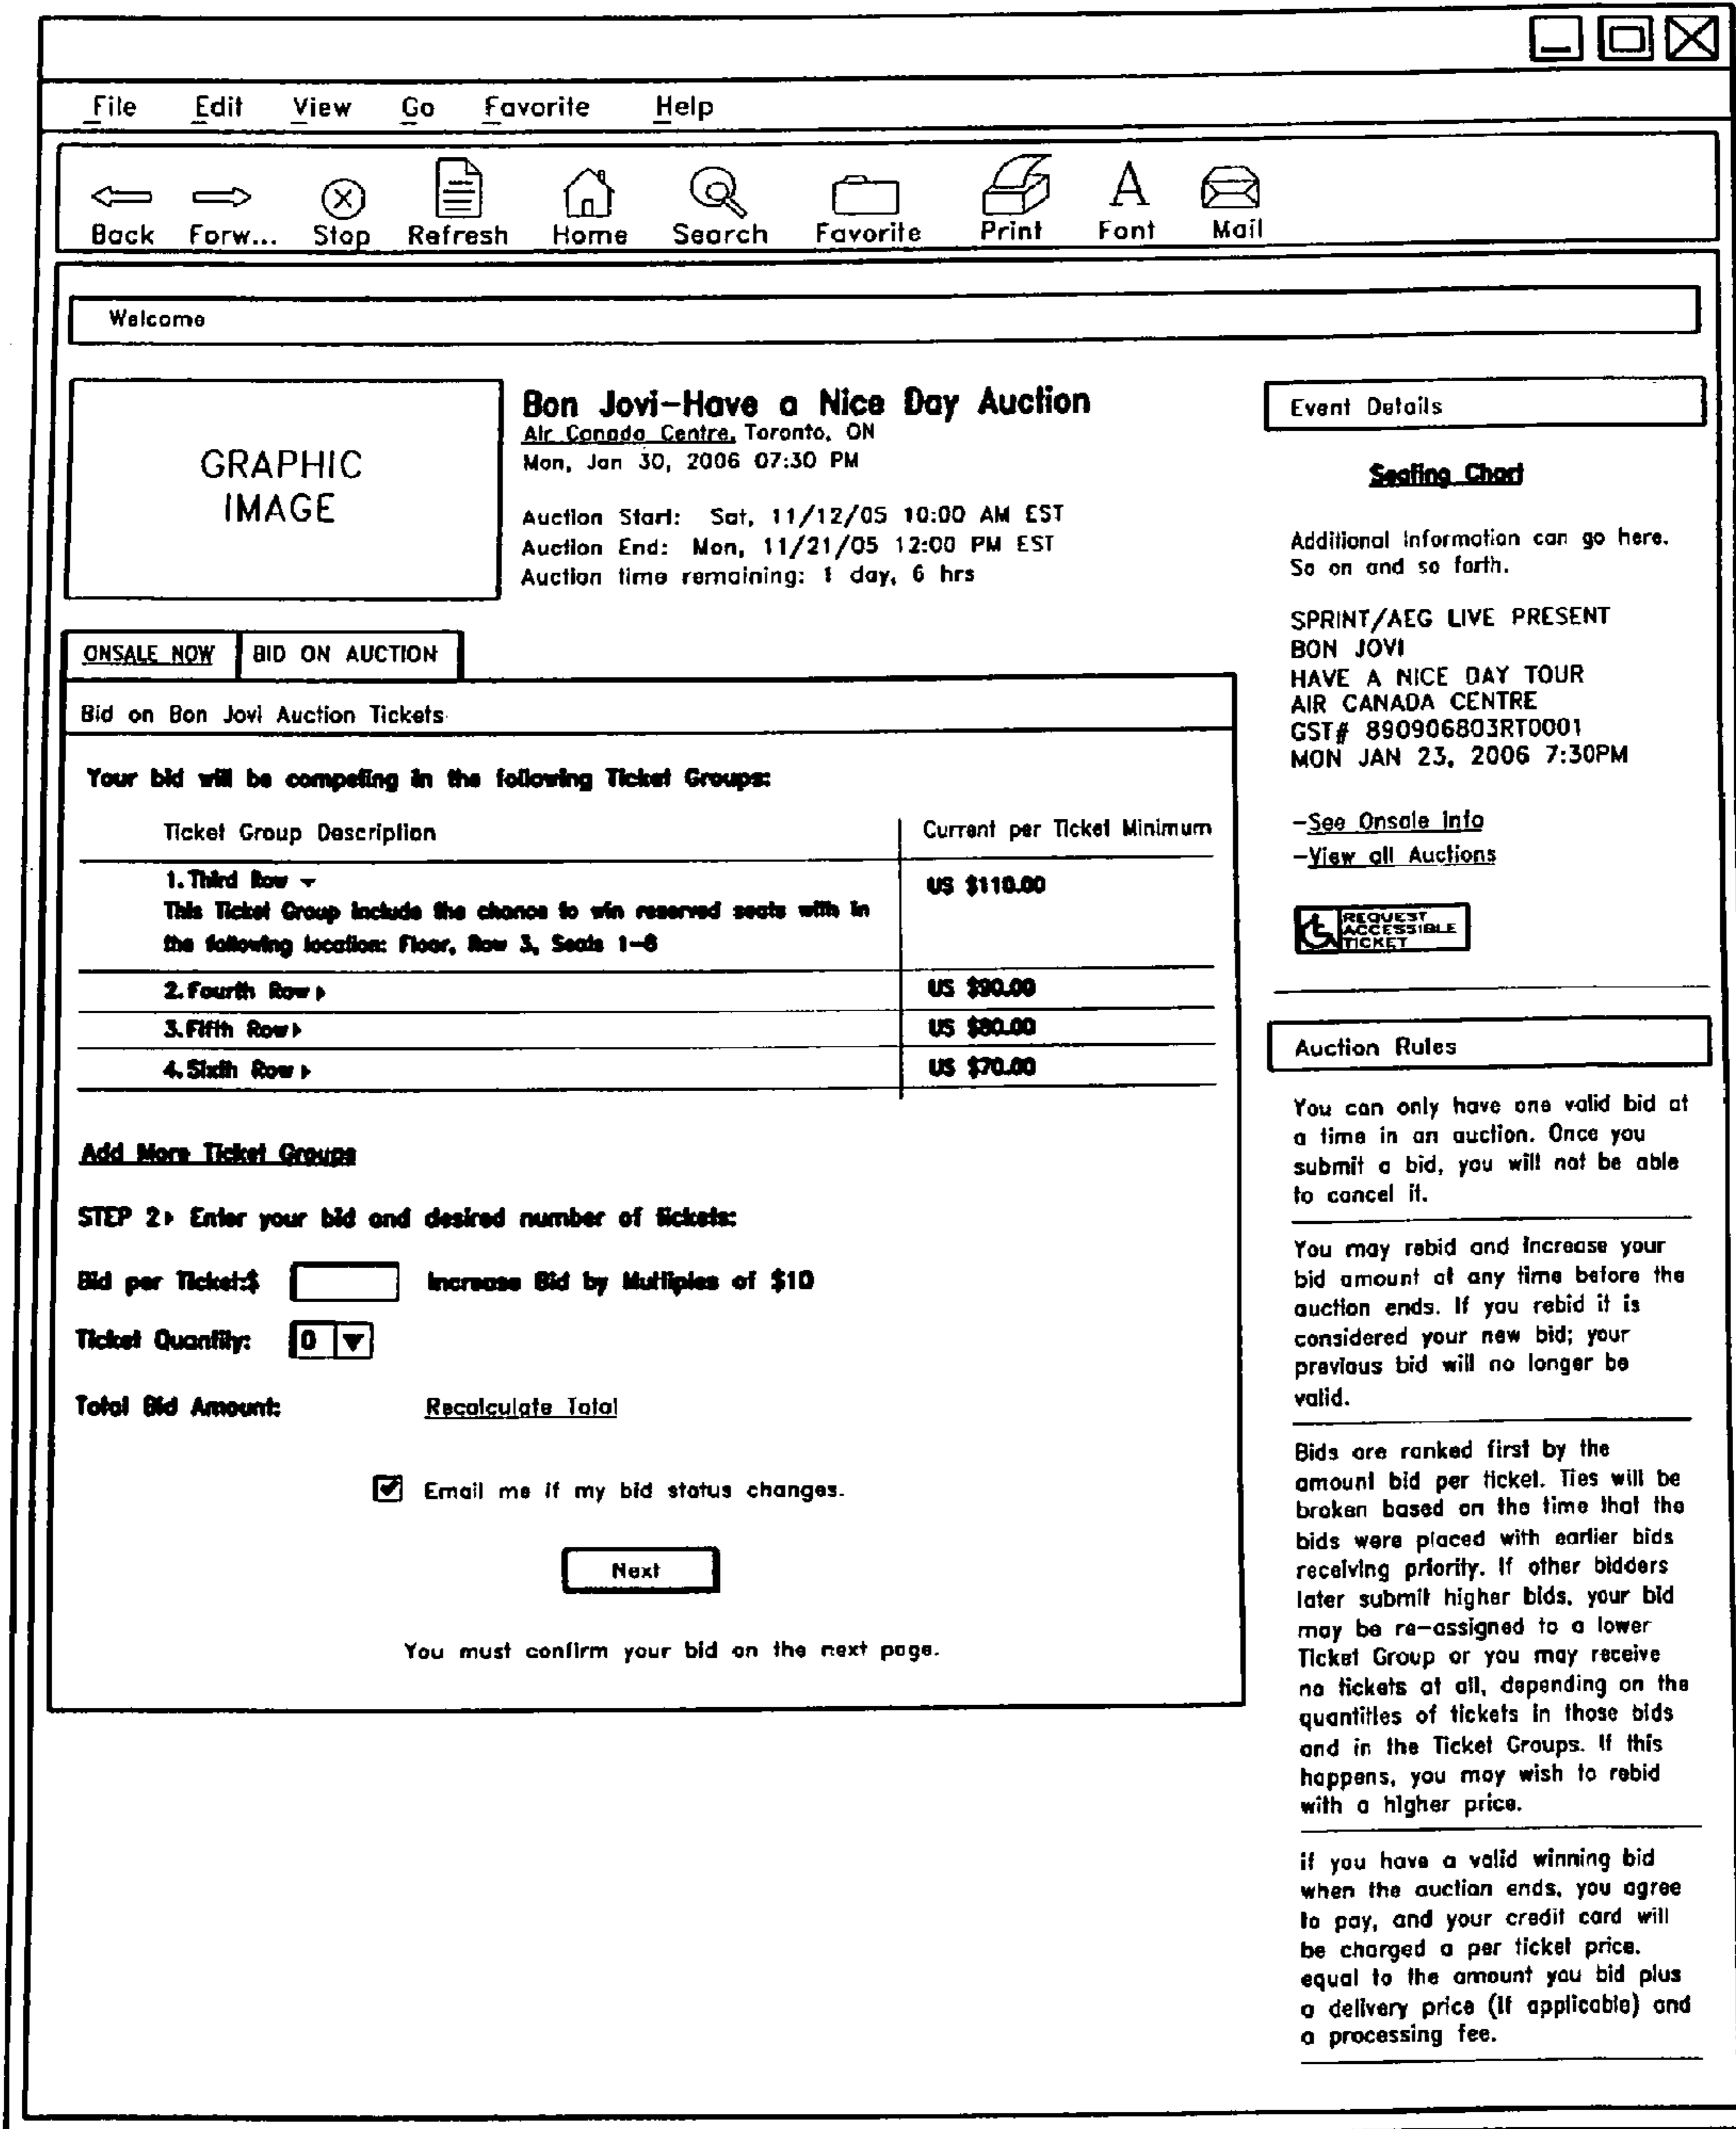 File Edit View Go Favorite Help
Back Forw... Stop Refresh Home Search Favorite Print Font Mail
Welcome
GRAPHIC
IMAGE
Bon Jovi-Have a Nice Day Auction
Air Canada Centre, Toronto, ON
Mon, Jan 30, 2006 07:30 PM
Auction Start: Sat, 11/12/05 10:00 AM EST
Auction End: Mon, 11/21/05 12:00 PM EST
Auction time remaining: 1 day, 6 hrs
ONSALE NOW BID ON AUCTION
Bid on Bon Jovi Auction Tickets
Your bid will be competing in the following Ticket Groups:
Ticket Group Description Current per Ticket Minimum
1. Third Row US $110.00
This Ticket Group include the chance to win reserved seats with in
the following location: Floor, Row 3, Seats 1-8
2. Fourth Row US $90.00
3. Fifth Row US $80.00
4. Sixth Row US $70.00
Add More Ticket Groups
STEP 2 Enter your bid and desired number of tickets:
Bid per Ticket:$ Increase Bid by Multiples of $10
Ticket Quantity: 0
Total Bid Amount: Recalculate Total
Email me if my bid status changes.
Next
You must confirm your bid on the next page.
Event Details
Seating Chart
Additional information can go here.
So on and so forth.
SPRINT/AEG LIVE PRESENT
BON JOVI
HAVE A NICE DAY TOUR
AIR CANADA CENTRE
GST# 890906803RT0001
MON JAN 23, 2006 7:30PM
-See Onsale info
-View all Auctions
REQUEST
ACCESSIBLE
TICKET
Auction Rules
You can only have one valid bid at
a time in an auction. Once you
submit a bid, you will not be able
to cancel it.
You may rebid and increase your
bid amount at any time before the
auction ends. If you rebid it is
considered your new bid; your
previous bid will no longer be
valid.
Bids are ranked first by the
amount bid per ticket. Ties will be
broken based on the time that the
bids were placed with earlier bids
receiving priority. If other bidders
later submit higher bids, your bid
may be re-assigned to a lower
Ticket Group or you may receive
no tickets at all, depending on the
quantities of tickets in those bids
and in the Ticket Groups. If this
happens, you may wish to rebid
with a higher price.
if you have a valid winning bid
when the auction ends, you agree
to pay, and your credit card will
be charged a per ticket price.
equal to the amount you bid plus
a delivery price (if applicable) and
a processing fee.